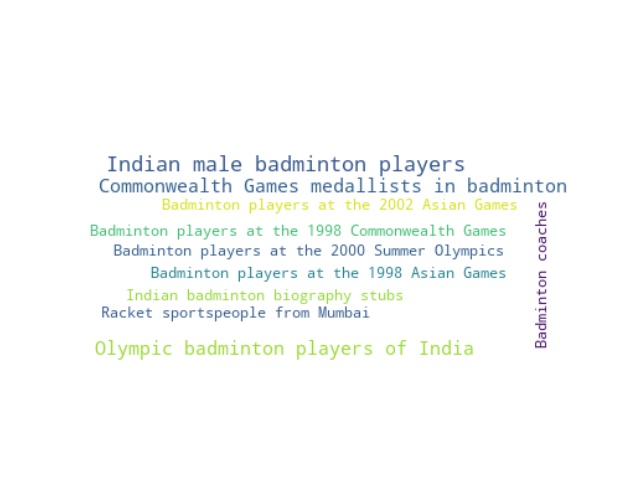 Indian male badminton players
Commonwealth Games medallists in badminton
Badminton players at the 2002 Asian Games
Badminton players at the 1998 Commonwealth Games
Badminton players at the 2000 Summer Olympics
Badminton players at the 1998 Asian Games
Indian badminton biography stubs
Racket sportspeople from Mumbai
Olympic badminton players of India
Badminton coaches